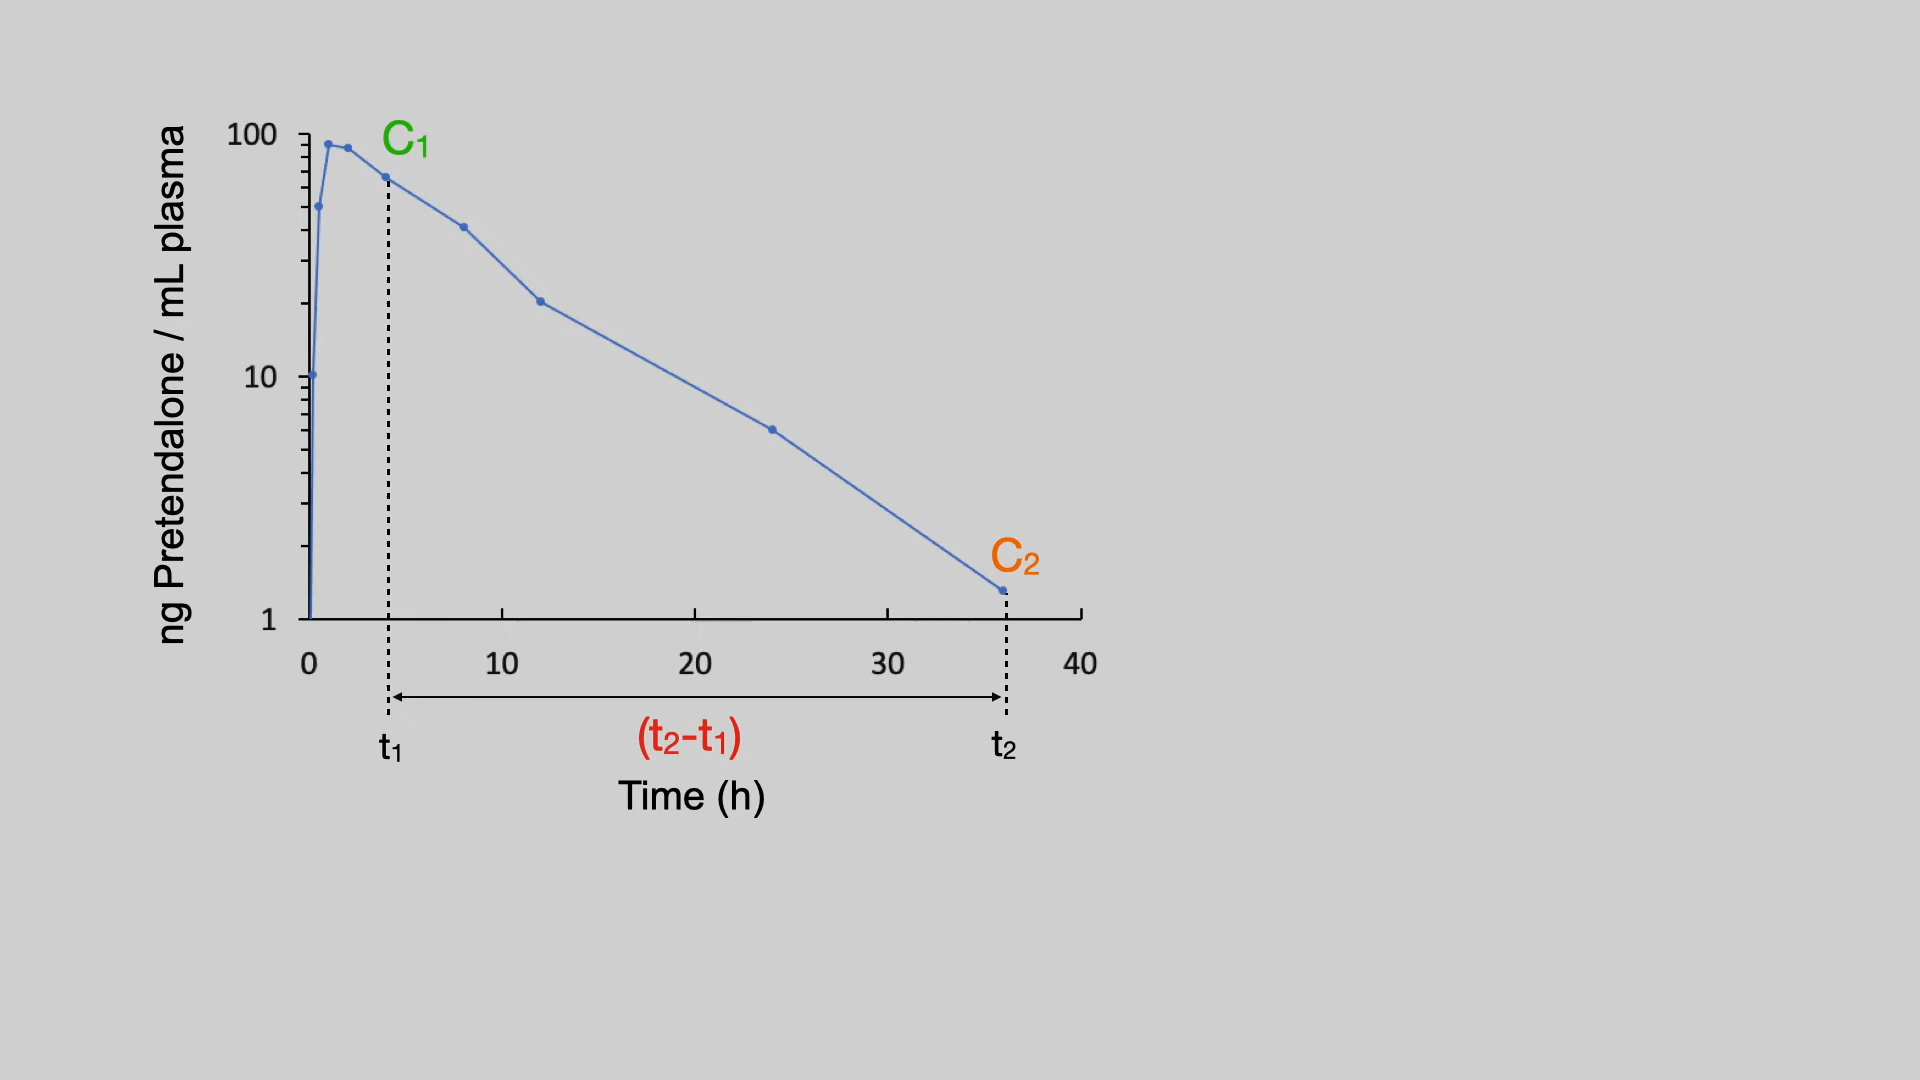 ng Pretendalone / mL plasma
100
10
1
C₁
C₂
0 10 20 30 40
t₁ (t₂-t₁) t₂
Time (h)